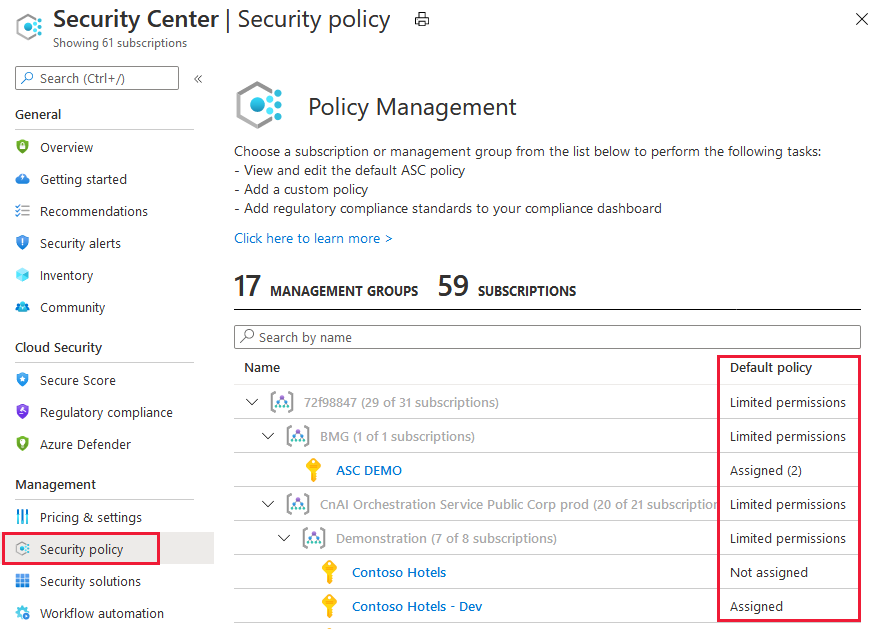 Security Center | Security policy
Showing 61 subscriptions
Search (Ctrl+/)
«
General
Overview
Getting started
Recommendations
Security alerts
Inventory
Community
Cloud Security
Secure Score
Regulatory compliance
Azure Defender
Management
Pricing & settings
Security policy
Security solutions
Workflow automation
Policy Management
Choose a subscription or management group from the list below to perform the following tasks:
- View and edit the default ASC policy
- Add a custom policy
- Add regulatory compliance standards to your compliance dashboard
Click here to learn more >
17 MANAGEMENT GROUPS 59 SUBSCRIPTIONS
Search by name
Name Default policy
72f98847 (29 of 31 subscriptions) Limited permissions
BMG (1 of 1 subscriptions) Limited permissions
ASC DEMO Assigned (2)
CnAI Orchestration Service Public Corp prod (20 of 21 subscription Limited permissions
Demonstration (7 of 8 subscriptions) Limited permissions
Contoso Hotels Not assigned
Contoso Hotels - Dev Assigned